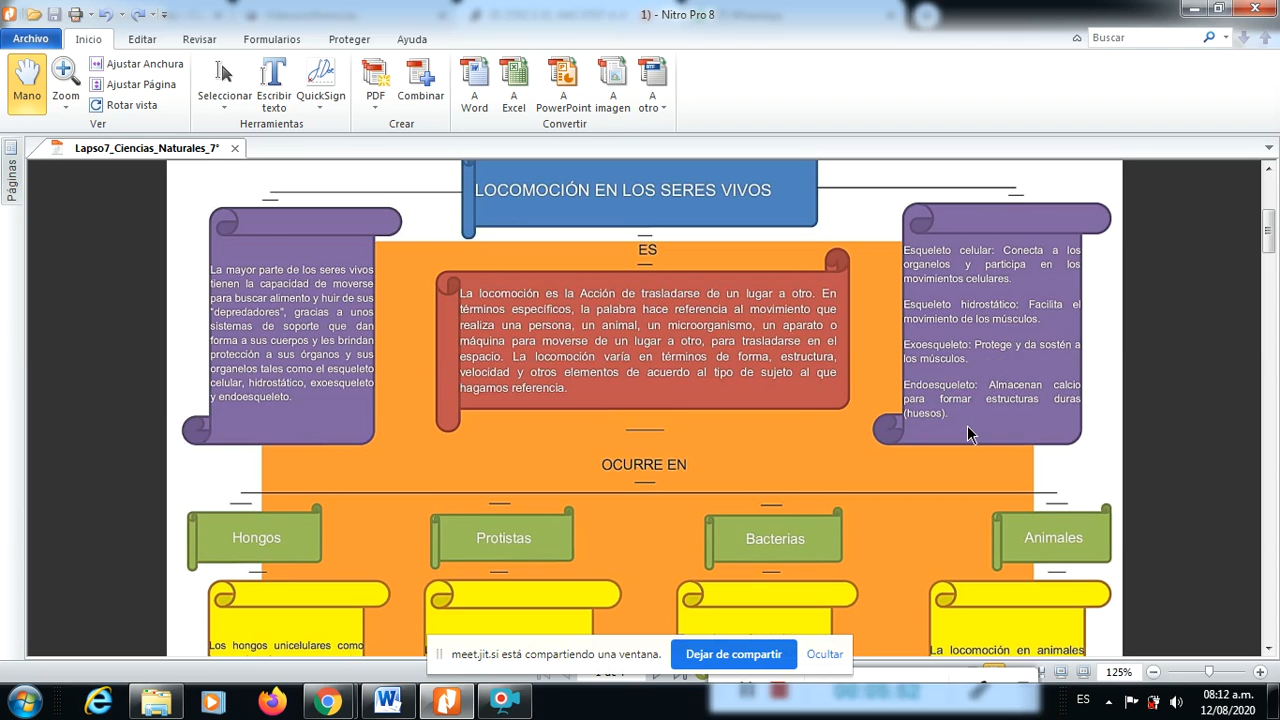 1) - Nitro Pro 8
Archivo
Inicio
Editar
Revisar
Formularios
Proteger
Ayuda
Buscar
Mano
Zoom
Ajustar Anchura
Ajustar Página
Rotar vista
Ver
Seleccionar
Escribir
texto
QuickSign
Herramientas
PDF
Combinar
Crear
A
Word
A
Excel
A
PowerPoint
A
imagen
A
otro
Convertir
Lapso7_Ciencias_Naturales_7°
Páginas
LOCOMOCIÓN EN LOS SERES VIVOS
ES
La mayor parte de los seres vivos
tienen la capacidad de moverse
para buscar alimento y huir de sus
"depredadores", gracias a unos
sistemas de soporte que dan
forma a sus cuerpos y les brindan
protección a sus órganos y sus
organelos tales como el esqueleto
celular, hidrostático, exoesqueleto
y endoesqueleto.
La locomoción es la Acción de trasladarse de un lugar a otro. En
términos específicos, la palabra hace referencia al movimiento que
realiza una persona, un animal, un microorganismo, un aparato o
máquina para moverse de un lugar a otro, para trasladarse en el
espacio. La locomoción varía en términos de forma, estructura,
velocidad y otros elementos de acuerdo al tipo de sujeto al que
hagamos referencia.
Esqueleto celular: Conecta a los
organelos y participa en los
movimientos celulares.
Esqueleto hidrostático: Facilita el
movimiento de los músculos.
Exoesqueleto: Protege y da sostén a
los músculos.
Endoesqueleto: Almacenan calcio
para formar estructuras duras
(huesos).
OCURRE EN
Hongos
Protistas
Bacterias
Animales
Los hongos unicelulares como
La locomoción en animales
meet.jit.si está compartiendo una ventana.
Dejar de compartir
Ocultar
125%
ES
08:12 a.m.
12/08/2020